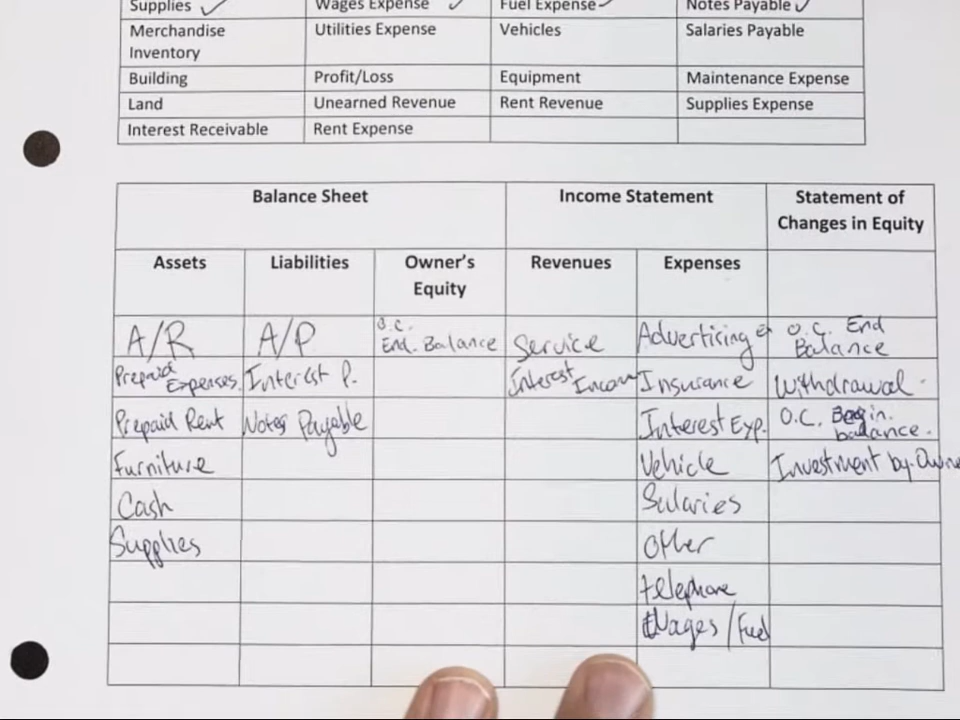 Supplies ✓ Wages Expense ✓ Fuel Expense ✓ Notes Payable ✓
Merchandise Inventory Utilities Expense Vehicles Salaries Payable
Building Profit/Loss Equipment Maintenance Expense
Land Unearned Revenue Rent Revenue Supplies Expense
Interest Receivable Rent Expense
Balance Sheet Income Statement Statement of Changes in Equity
Assets Liabilities Owner's Equity Revenues Expenses
A/R A/P O.C. End. Balance Service Advertising O.C. End Balance
Prepaid Expenses Interest P. Interest Income Insurance Withdrawal
Prepaid Rent Notes Payable Interest Exp. O.C. Begin. balance.
Furniture Vehicle Investment by Owne
Cash Salaries
Supplies Other
telephone
Wages / Fuel